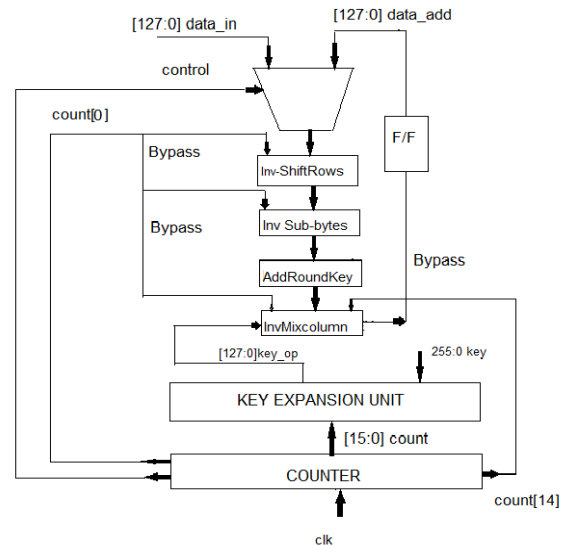 [127:0] data_in
[127:0] data_add
control
count[0]
F/F
Bypass
Inv-ShiftRows
Inv Sub-bytes
Bypass
Bypass
AddRoundKey
InvMixcolumn
[127:0]key_op
255:0 key
KEY EXPANSION UNIT
[15:0] count
COUNTER
count[14]
clk